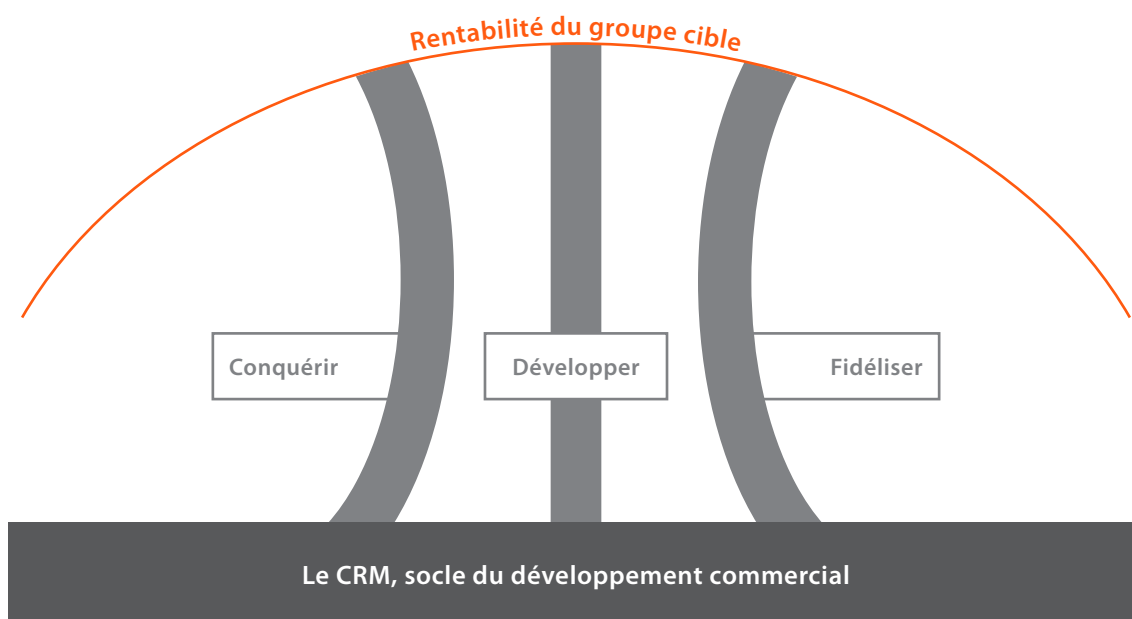 Rentabilité du groupe cible
Conquérir
Développer
Fidéliser
Le CRM, socle du développement commercial